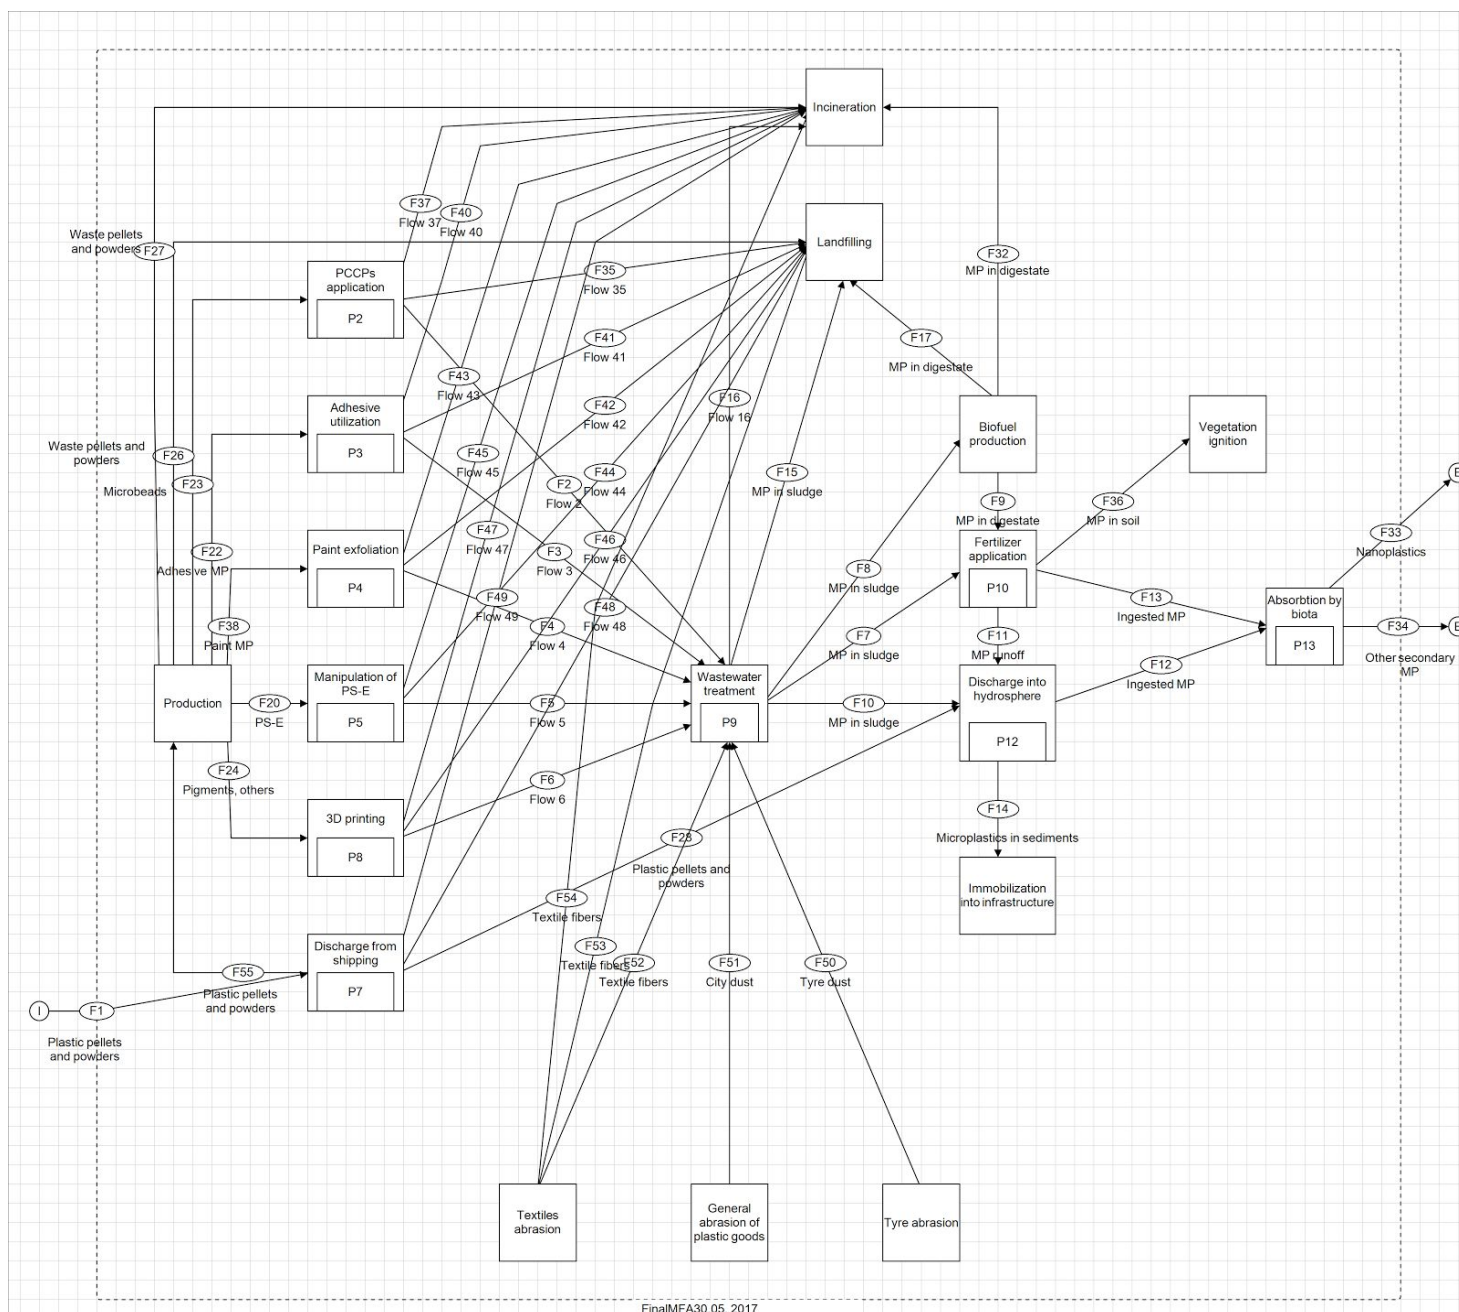 Incineration
F37
Flow 37
F40
Flow 40
Waste pellets
and powders
F27
Landfilling
F32
MP in digestate
PCCPs
application
P2
F35
Flow 35
F41
Flow 41
F17
MP in digestate
F43
Flow 43
F42
Flow 42
F16
Flow 16
Adhesive
utilization
P3
Biofuel
production
Vegetation
ignition
Waste pellets and
powders
F26
F45
Flow 45
F44
Flow 44
F15
MP in sludge
Microbeads
F23
F2
Flow 2
F9
MP in digestate
F36
MP in soil
E
F33
Nanoplastics
F22
Adhesive MP
F47
Flow 47
F3
Flow 3
F46
Flow 46
Paint exfoliation
P4
F8
MP in sludge
Fertilizer
application
P10
F49
Flow 49
F48
Flow 48
F13
Ingested MP
Absorbtion by
biota
P13
F38
Paint MP
F4
Flow 4
F7
MP in sludge
F11
MP runoff
F34
E
Other secondary
MP
F12
Ingested MP
Production
F20
PS-E
Manipulation of
PS-E
P5
F5
Flow 5
Wastewater
treatment
P9
F10
MP in sludge
Discharge into
hydrosphere
P12
F24
Pigments, others
F6
Flow 6
3D printing
P8
F28
Plastic pellets and
powders
F14
Microplastics in sediments
Immobilization
into infrastructure
F54
Textile fibers
Discharge from
shipping
P7
F53
Textile fibers
F52
Textile fibers
F51
City dust
F50
Tyre dust
F55
Plastic pellets
and powders
I
F1
Plastic pellets
and powders
Textiles
abrasion
General
abrasion of
plastic goods
Tyre abrasion
FinalMFA30.05_2017